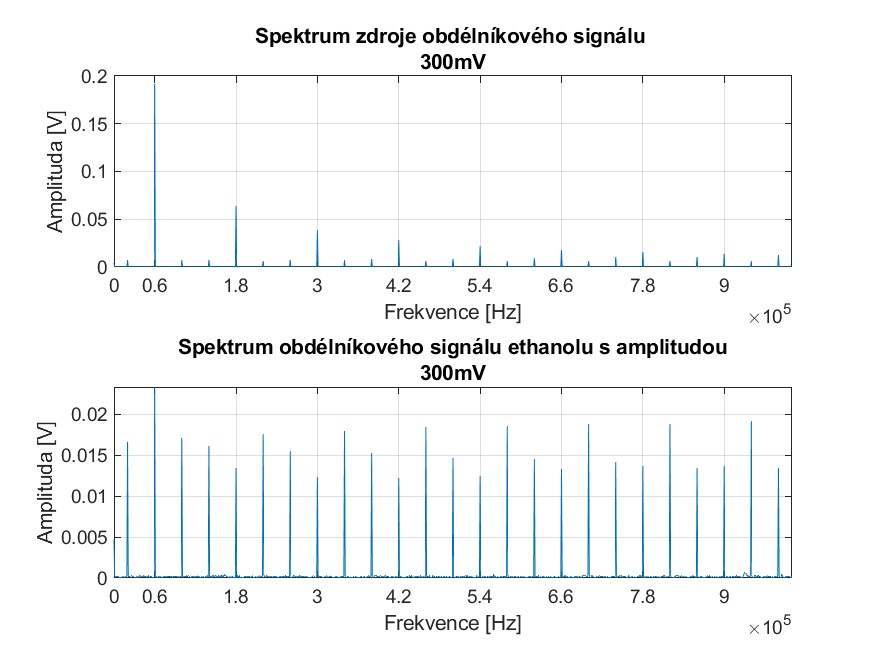 Spektrum zdroje obdélníkového signálu
300mV
Amplituda [V]
0.2
0.15
0.1
0.05
0
0 0.6 1.8 3 4.2 5.4 6.6 7.8 9
Frekvence [Hz]
×10^5
Spektrum obdélníkového signálu ethanolu s amplitudou
300mV
Amplituda [V]
0.02
0.015
0.01
0.005
0
0 0.6 1.8 3 4.2 5.4 6.6 7.8 9
Frekvence [Hz]
×10^5